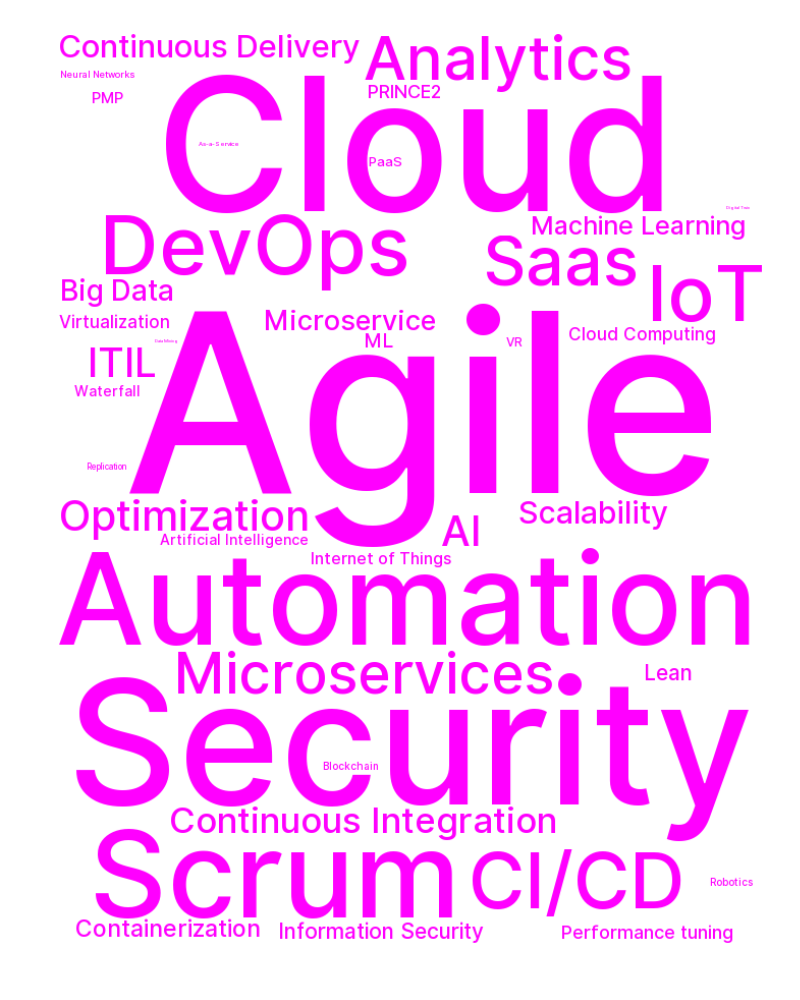 Continuous Delivery
Analytics
Neural Networks
PMP
PRINCE2
Cloud
As-a-Service
PaaS
DevOps
Machine Learning
Saas
IoT
Big Data
Virtualization
Microservice
ML
VR
Cloud Computing
ITIL
Waterfall
Agile
Replication
Optimization
Artificial Intelligence
AI
Scalability
Internet of Things
Automation
Microservices
Lean
Security
Blockchain
Continuous Integration
Scrum
CI/CD
Robotics
Containerization
Information Security
Performance tuning